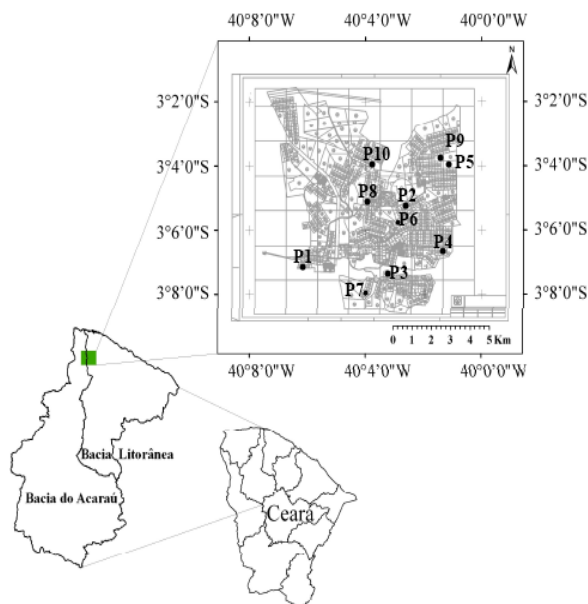 40°8'0"W 40°4'0"W 40°0'0"W
N
3°2'0"S 3°2'0"S
P9
P10 P5
3°4'0"S 3°4'0"S
P8 P2
P6
3°6'0"S 3°6'0"S
P4
P1
P3
3°8'0"S 3°8'0"S
P7
0 0.5 1 2 3 4 5 Km
40°8'0"W 40°4'0"W 40°0'0"W
Bacia Litorânea
Bacia do Acaraú
Ceará